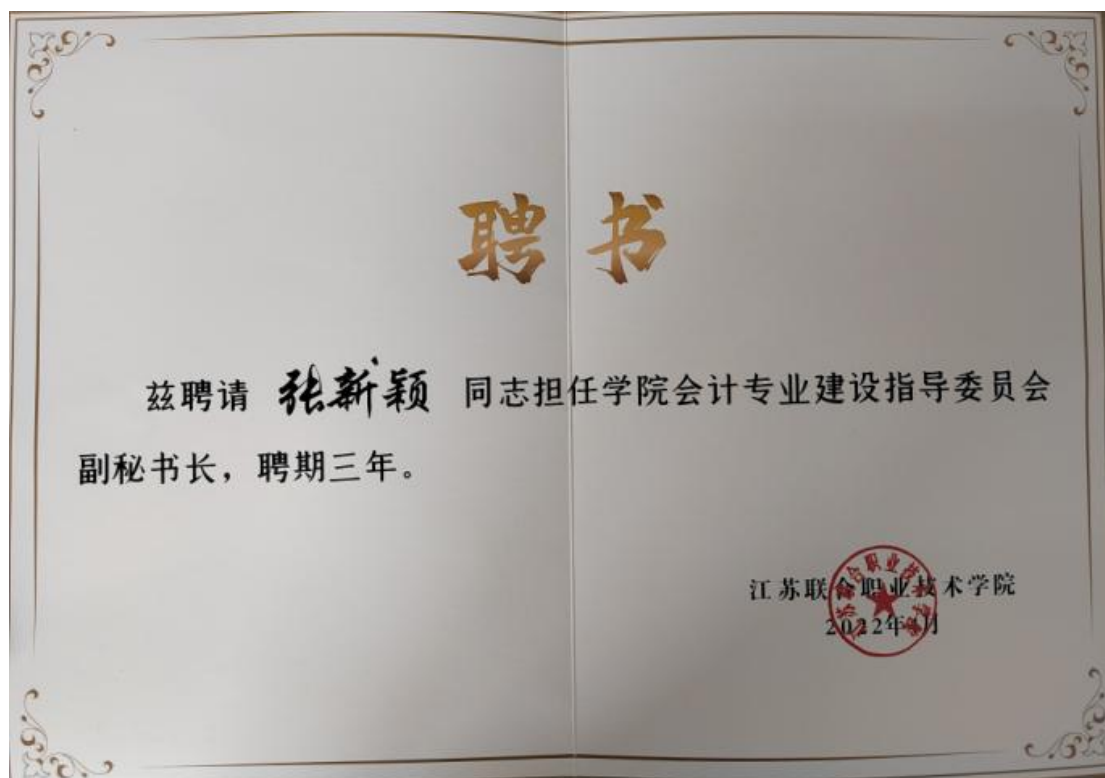 聘书
兹聘请 张新颖 同志担任学院会计专业建设指导委员会
副秘书长，聘期三年。
江苏联合职业技术学院
2022年月